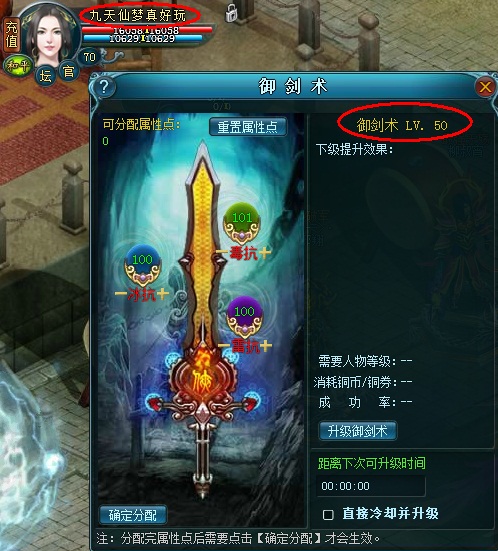 充值
九天仙梦真好玩
16058 16058
10629 10629
和平
坛
官
70
?
御剑术
0/10
可分配属性点:
0
重置属性点
御剑术 LV. 50
下级提升效果:
101
毒抗
100
冰抗
100
雷抗
需要人物等级:--
消耗铜币/铜券:--
成功率:--
升级御剑术
距离下次可升级时间
00:00:00
直接冷却并升级
确定分配
注: 分配完属性点后需要点击【确定分配】才会生效。